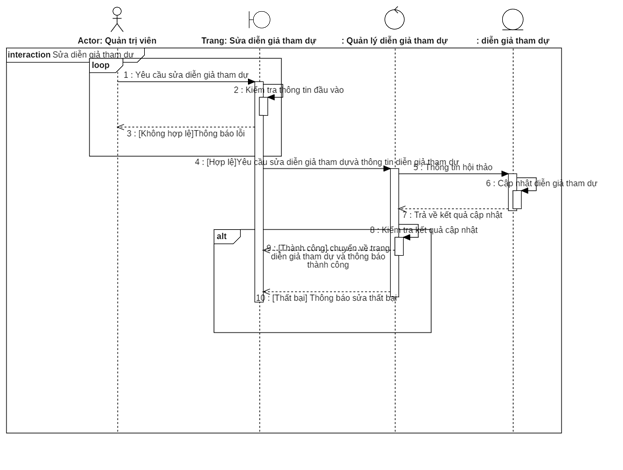 Actor: Quản trị viên
Trang: Sửa diễn giả tham dự
: Quản lý diễn giả tham dự
: diễn giả tham dự
interaction Sửa diễn giả tham dự
loop
1 : Yêu cầu sửa diễn giả tham dự
2 : Kiểm tra thông tin đầu vào
3 : [Không hợp lệ]Thông báo lỗi
4 : [Hợp lệ]Yêu cầu sửa diễn giả tham dựvà thông tin diễn giả tham dự
5 : Thông tin hội thảo
6 : Cập nhật diễn giả tham dự
7 : Trả về kết quả cập nhật
8 : Kiểm tra kết quả cập nhật
alt
9 : [Thành công] chuyển về trang
diễn giả tham dự và thông báo
thành công
10 : [Thất bại] Thông báo sửa thất bại